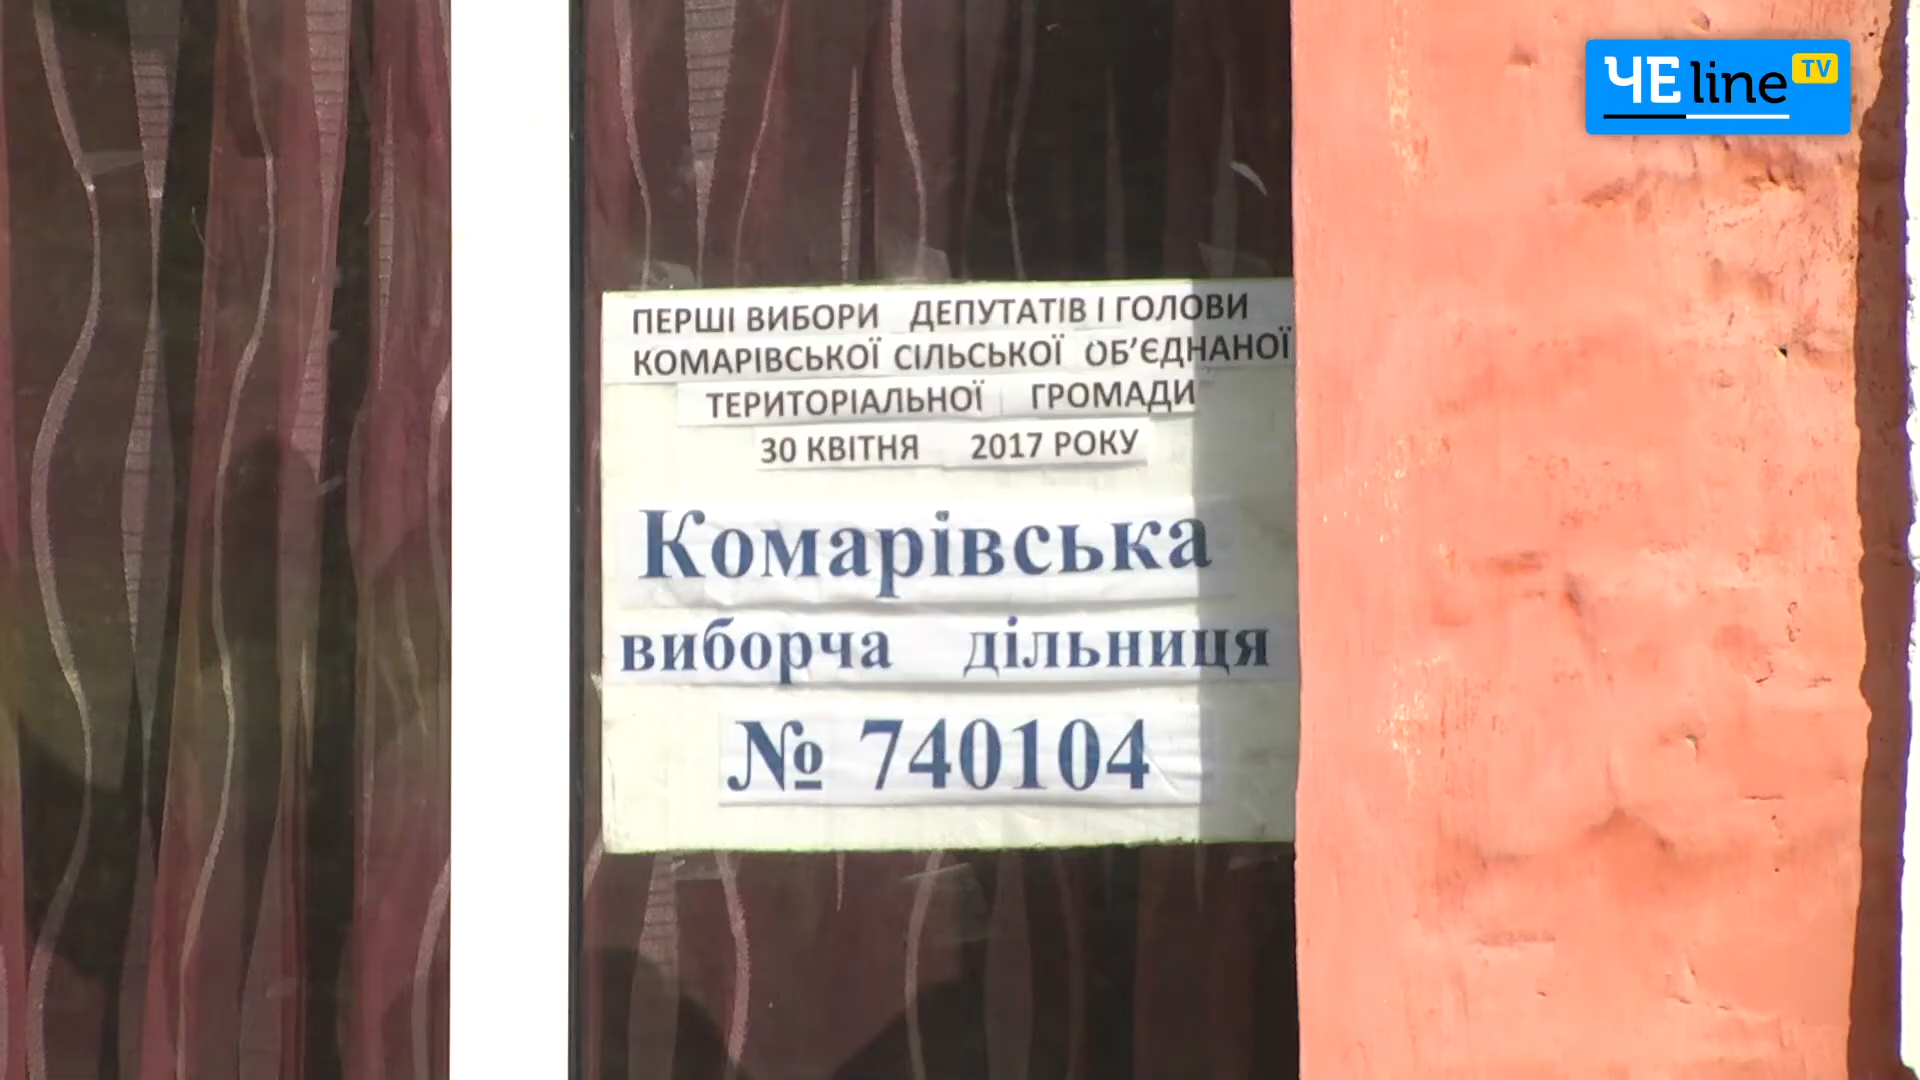 ЧЕline TV
ПЕРШІ ВИБОРИ ДЕПУТАТІВ І ГОЛОВИ
КОМАРІВСЬКОЇ СІЛЬСЬКОЇ ОБ’ЄДНАНОЇ
ТЕРИТОРІАЛЬНОЇ ГРОМАДИ
30 КВІТНЯ 2017 РОКУ
Комарівська
виборча дільниця
№ 740104